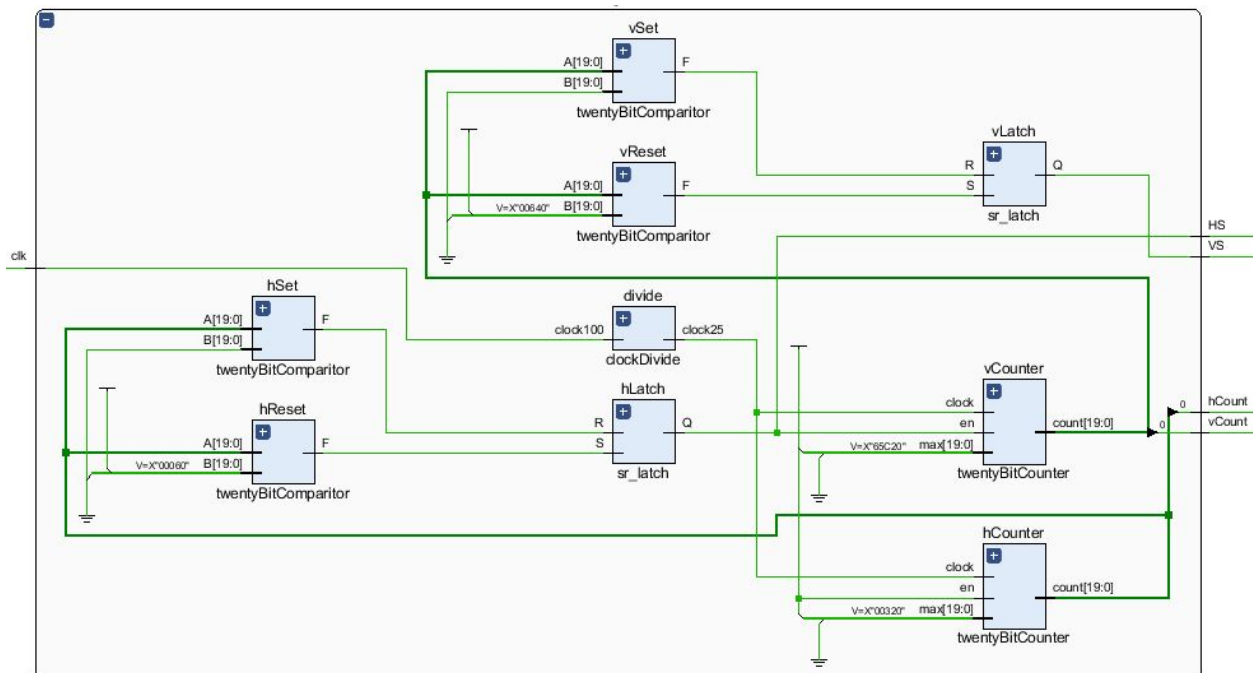 vSet
A[19:0]
F
B[19:0]
twentyBitComparitor
vReset
A[19:0]
F
V=X"00640" B[19:0]
twentyBitComparitor
vLatch
R
Q
S
sr_latch
HS
VS
clk
hSet
A[19:0]
F
B[19:0]
twentyBitComparitor
divide
clock100
clock25
clockDivide
hReset
A[19:0]
F
V=X"00060" B[19:0]
twentyBitComparitor
hLatch
R
Q
S
sr_latch
vCounter
clock
en
count[19:0]
V=X"65C20" max[19:0]
twentyBitCounter
0 hCount
0 vCount
hCounter
clock
en
count[19:0]
V=X"00320" max[19:0]
twentyBitCounter